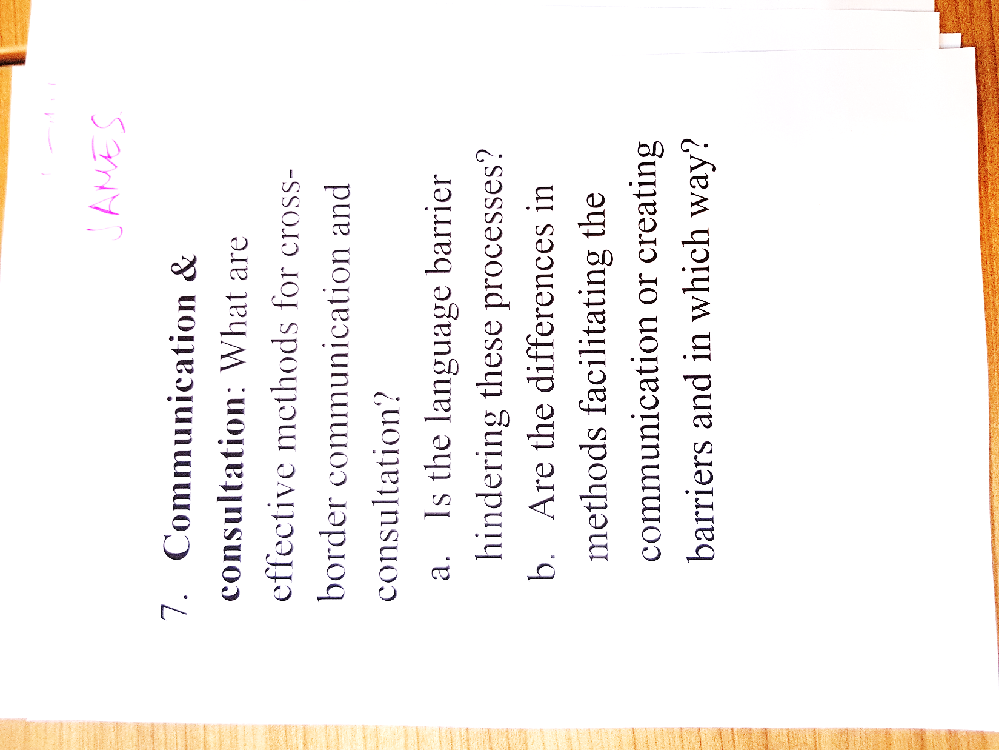 JAMES
7. Communication &
consultation: What are
effective methods for cross-
border communication and
consultation?
a. Is the language barrier
hindering these processes?
b. Are the differences in
methods facilitating the
communication or creating
barriers and in which way?